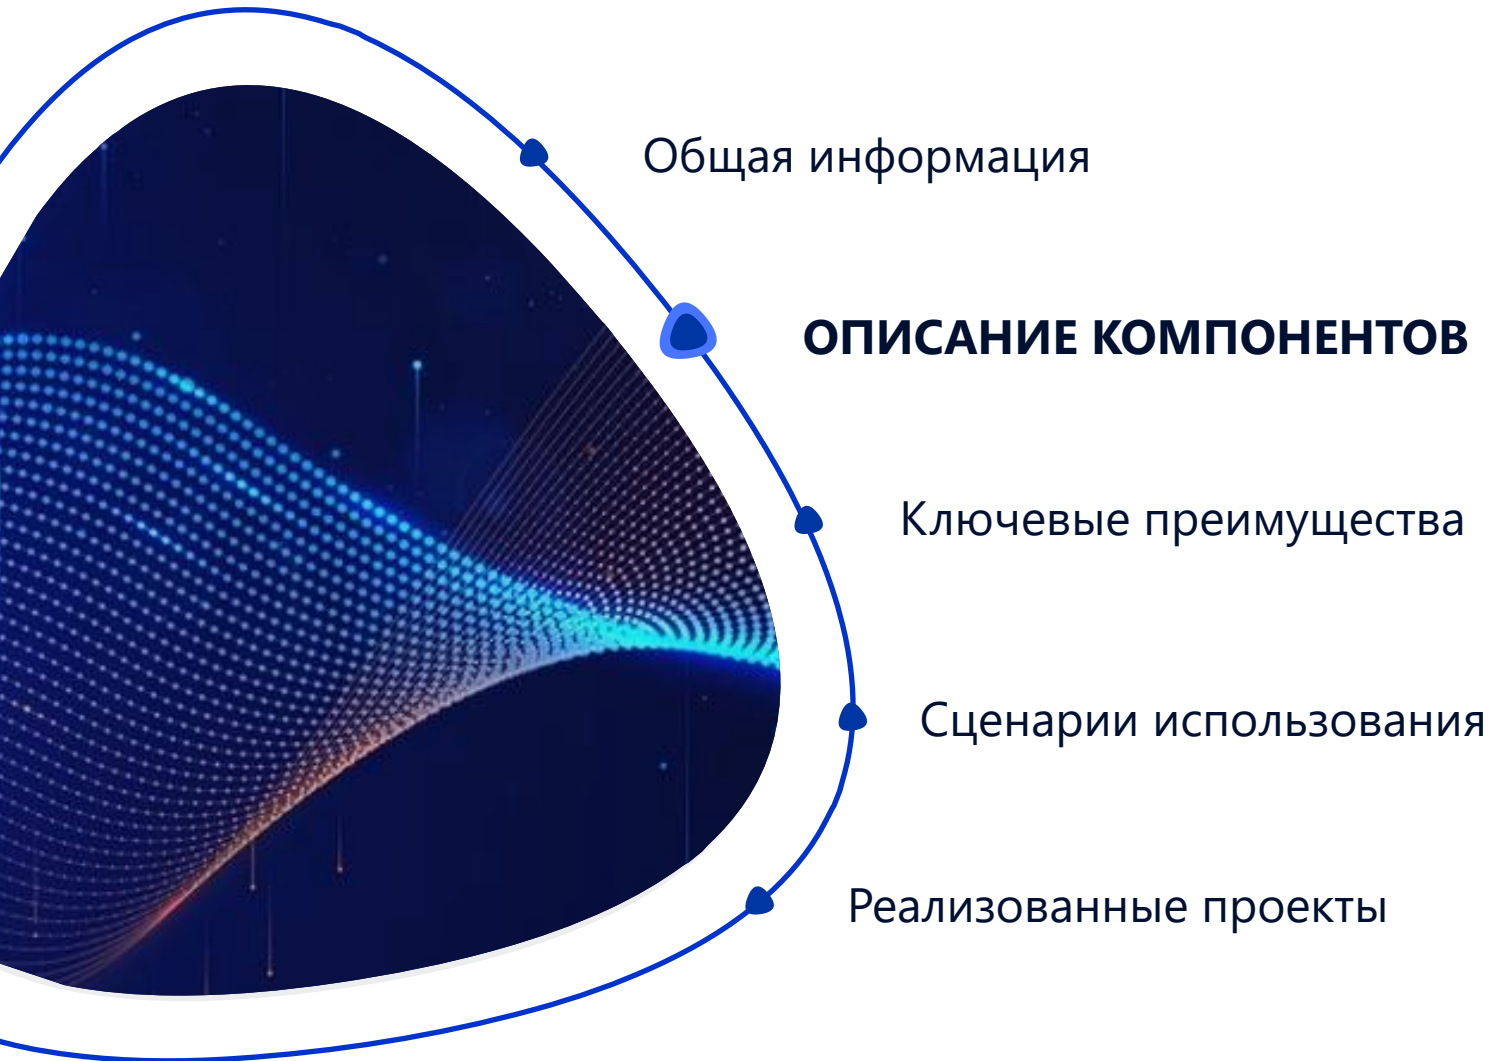 Общая информация
ОПИСАНИЕ КОМПОНЕНТОВ
Ключевые преимущества
Сценарии использования
Реализованные проекты